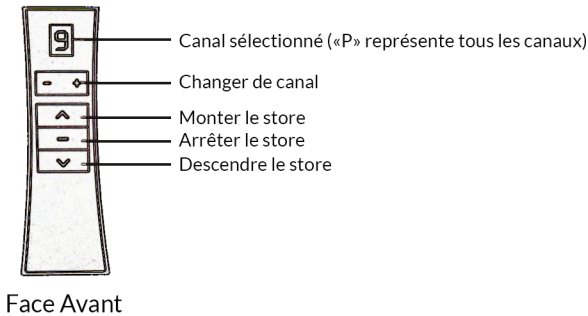 9
Canal sélectionné («P» représente tous les canaux)
Changer de canal
Monter le store
Arrêter le store
Descendre le store
Face Avant